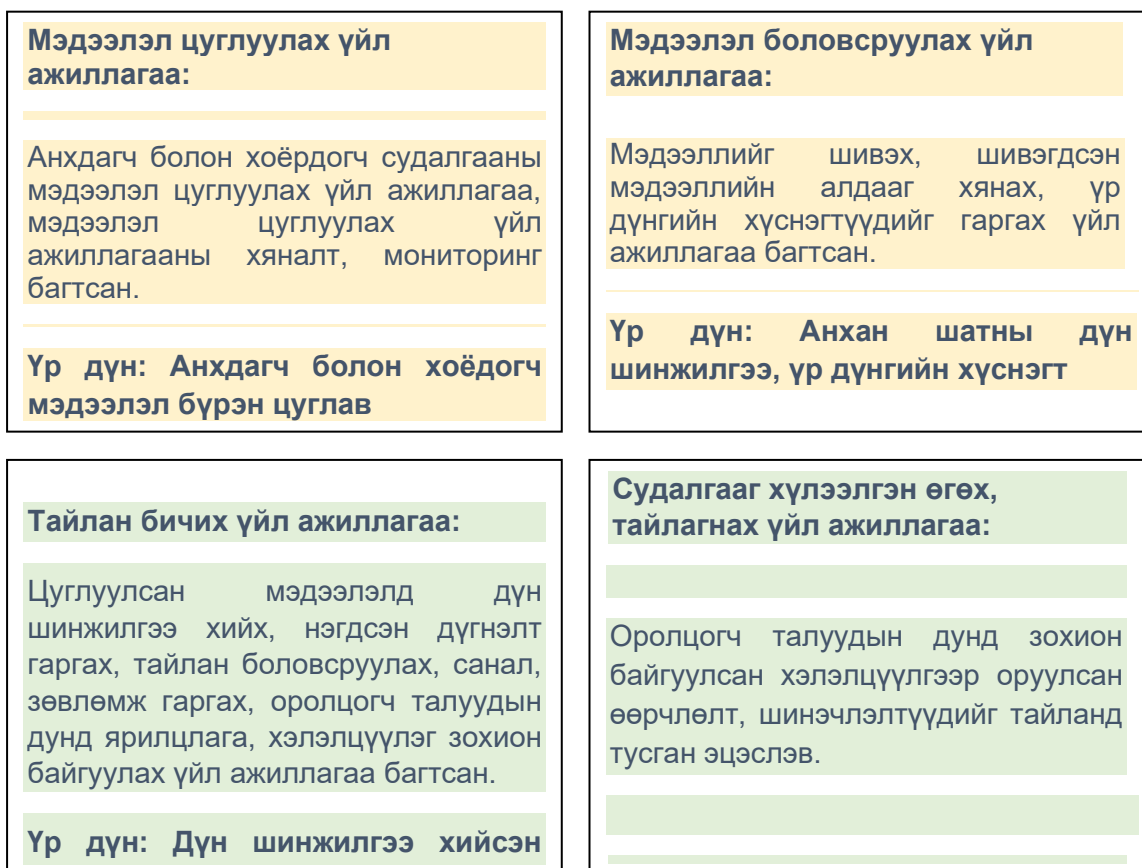 Мэдээлэл цуглуулах үйл
ажиллагаа:
Анхдагч болон хоёрдогч судалгааны
мэдээлэл цуглуулах үйл ажиллагаа,
мэдээлэл цуглуулах үйл
ажиллагааны хяналт, мониторинг
багтсан.
Үр дүн: Анхдагч болон хоёдогч
мэдээлэл бүрэн цуглав
Мэдээлэл боловсруулах үйл
ажиллагаа:
Мэдээллийг шивэх, шивэгдсэн
мэдээллийн алдааг хянах, үр
дүнгийн хүснэгтүүдийг гаргах үйл
ажиллагаа багтсан.
Үр дүн: Анхан шатны дүн
шинжилгээ, үр дүнгийн хүснэгт
Тайлан бичих үйл ажиллагаа:
Цуглуулсан мэдээлэлд дүн
шинжилгээ хийх, нэгдсэн дүгнэлт
гаргах, тайлан боловсруулах, санал,
зөвлөмж гаргах, оролцогч талуудын
дунд ярилцлага, хэлэлцүүлэг зохион
байгуулах үйл ажиллагаа багтсан.
Үр дүн: Дүн шинжилгээ хийсэн
Судалгааг хүлээлгэн өгөх,
тайлагнах үйл ажиллагаа:
Оролцогч талуудын дунд зохион
байгуулсан хэлэлцүүлгээр оруулсан
өөрчлөлт, шинэчлэлтүүдийг тайланд
тусган эцэслэв.